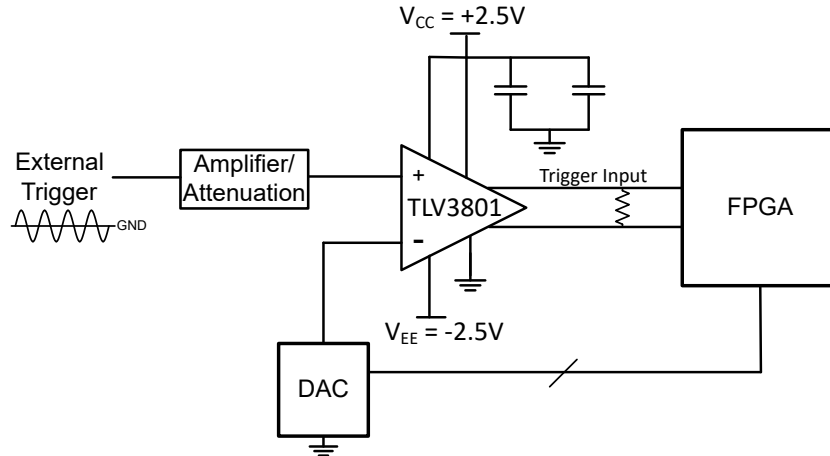 V_CC = +2.5V
External
Trigger
GND
Amplifier/
Attenuation
+
-
TLV3801
Trigger Input
FPGA
V_EE = -2.5V
DAC